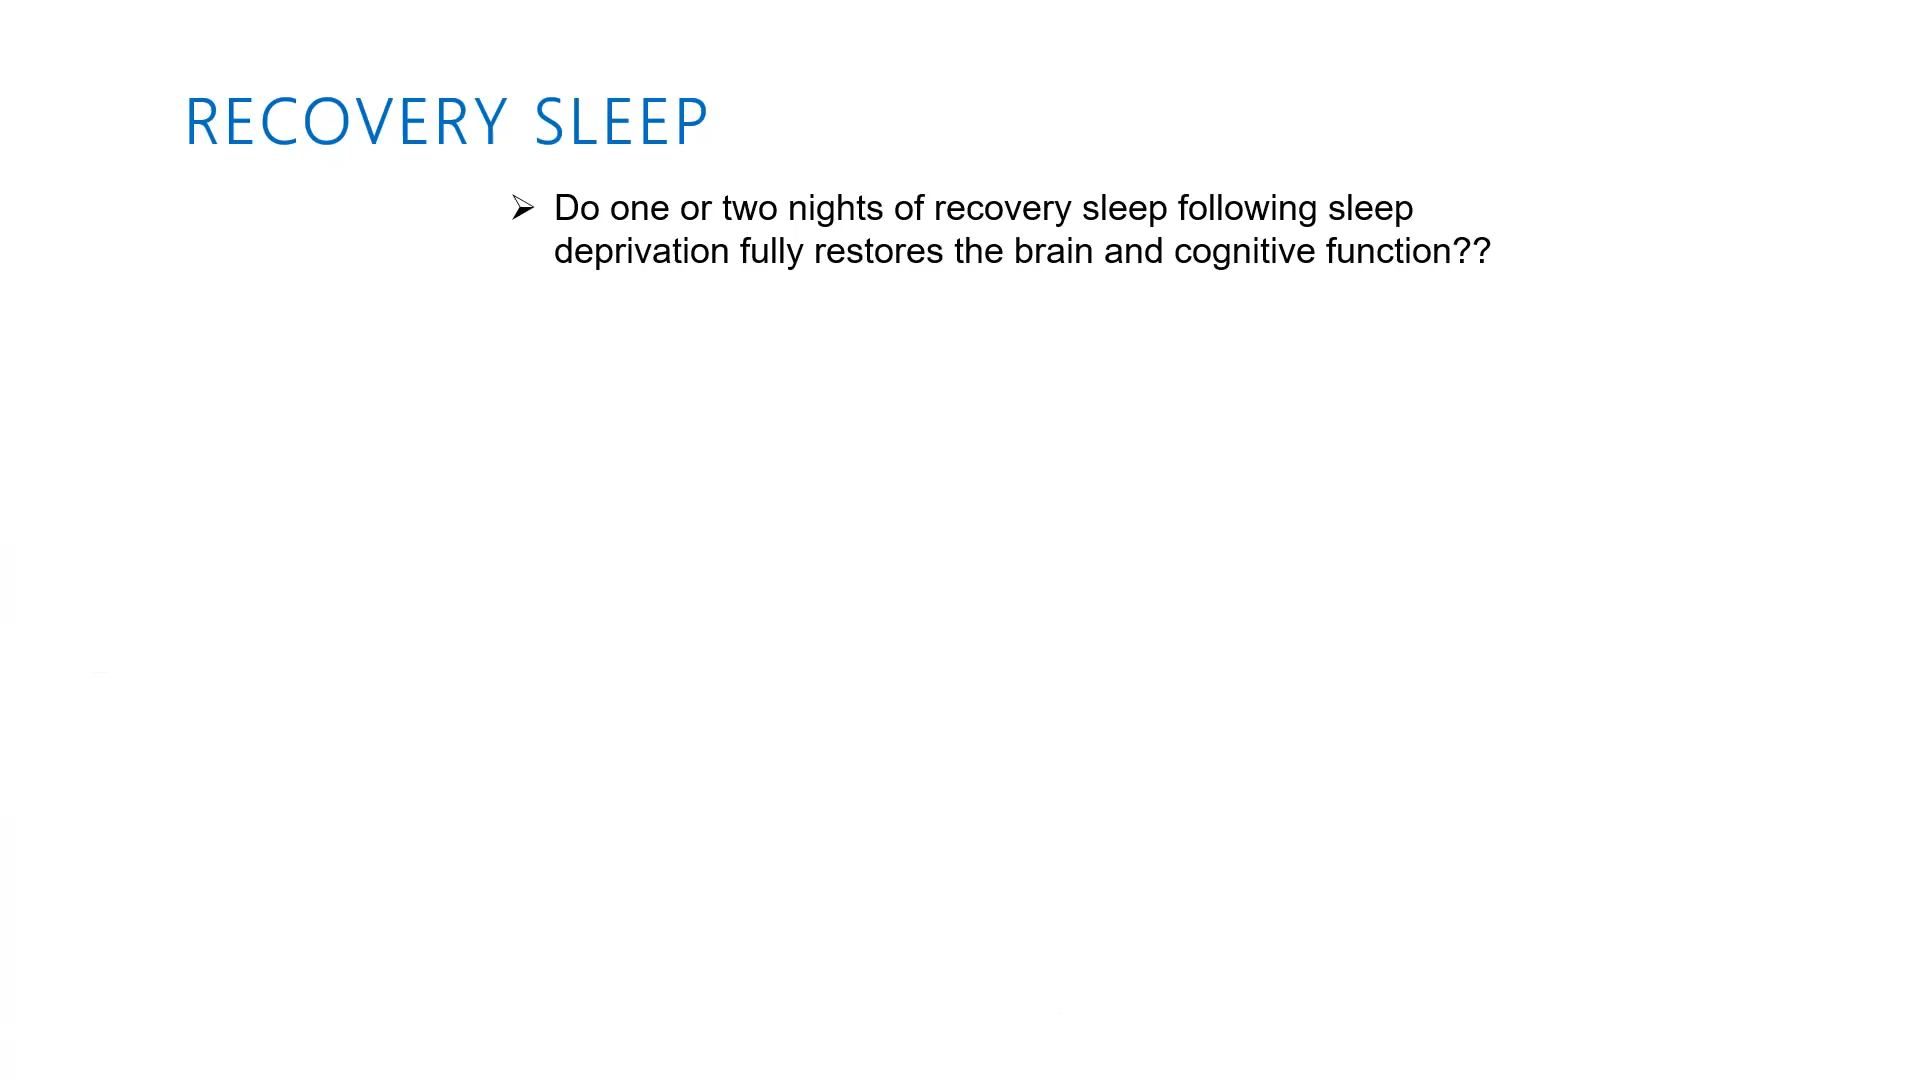 RECOVERY SLEEP
➢ Do one or two nights of recovery sleep following sleep
deprivation fully restores the brain and cognitive function??